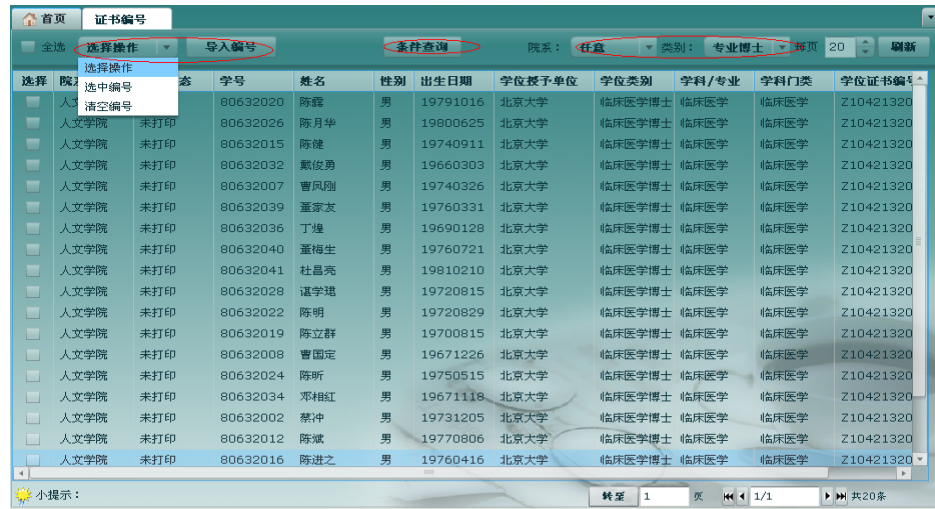 首页 证书编号
全选 选择操作 导入编号 条件查询 院系： 任意 类别： 专业博士 每页 20 刷新
选择操作
选中编号
清空编号
选择 院系 态 学号 姓名 性别 出生日期 学位授予单位 学位类别 学科/专业 学科门类 学位证书编号
人文 80632020 陈霹 男 19791016 北京大学 临床医学博士 临床医学 临床医学 Z10421320
人文学院 未打印 80632026 陈月华 男 19800625 北京大学 临床医学博士 临床医学 临床医学 Z10421320
人文学院 未打印 80632015 陈健 男 19740911 北京大学 临床医学博士 临床医学 临床医学 Z10421320
人文学院 未打印 80632032 戴俊勇 男 19660303 北京大学 临床医学博士 临床医学 临床医学 Z10421320
人文学院 未打印 80632007 曹凤刚 男 19740326 北京大学 临床医学博士 临床医学 临床医学 Z10421320
人文学院 未打印 80632039 董家友 男 19760331 北京大学 临床医学博士 临床医学 临床医学 Z10421320
人文学院 未打印 80632036 丁煌 男 19690128 北京大学 临床医学博士 临床医学 临床医学 Z10421320
人文学院 未打印 80632040 董梅生 男 19760721 北京大学 临床医学博士 临床医学 临床医学 Z10421320
人文学院 未打印 80632041 杜昌亮 男 19810210 北京大学 临床医学博士 临床医学 临床医学 Z10421320
人文学院 未打印 80632028 谌学珺 男 19720815 北京大学 临床医学博士 临床医学 临床医学 Z10421320
人文学院 未打印 80632022 陈明 男 19720829 北京大学 临床医学博士 临床医学 临床医学 Z10421320
人文学院 未打印 80632019 陈立群 男 19700815 北京大学 临床医学博士 临床医学 临床医学 Z10421320
人文学院 未打印 80632008 曹国定 男 19671226 北京大学 临床医学博士 临床医学 临床医学 Z10421320
人文学院 未打印 80632024 陈昕 男 19750515 北京大学 临床医学博士 临床医学 临床医学 Z10421320
人文学院 未打印 80632034 邓相红 男 19671118 北京大学 临床医学博士 临床医学 临床医学 Z10421320
人文学院 未打印 80632002 蔡冲 男 19731205 北京大学 临床医学博士 临床医学 临床医学 Z10421320
人文学院 未打印 80632012 陈斌 男 19770806 北京大学 临床医学博士 临床医学 临床医学 Z10421320
人文学院 未打印 80632016 陈进之 男 19760416 北京大学 临床医学博士 临床医学 临床医学 Z10421320
小提示： 转至 1 页 1/1 共20条